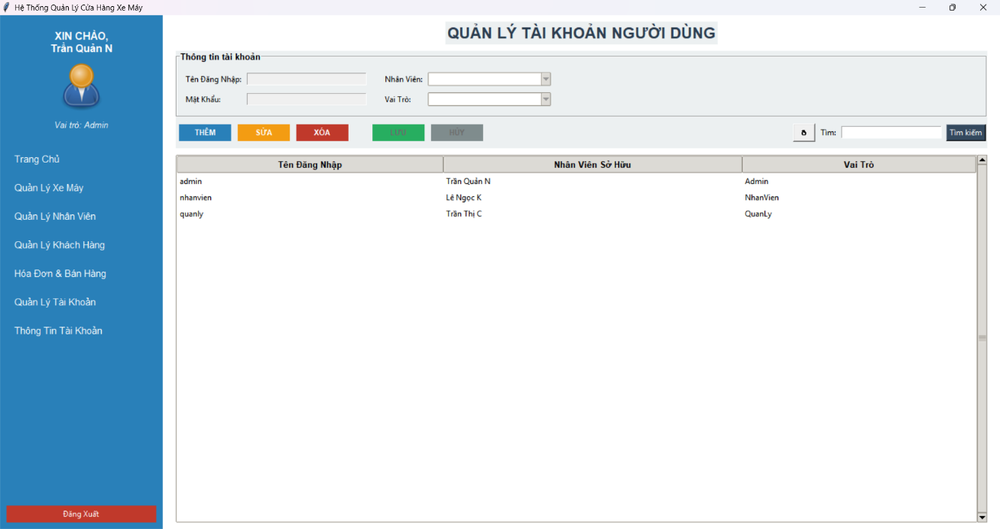 Hệ Thống Quản Lý Cửa Hàng Xe Máy
XIN CHÀO,
Trần Quản N
Vai trò: Admin
Trang Chủ
Quản Lý Xe Máy
Quản Lý Nhân Viên
Quản Lý Khách Hàng
Hóa Đơn & Bán Hàng
Quản Lý Tài Khoản
Thông Tin Tài Khoản
Đăng Xuất
QUẢN LÝ TÀI KHOẢN NGƯỜI DÙNG
Thông tin tài khoản
Tên Đăng Nhập: Nhân Viên:
Mật Khẩu: Vai Trò:
THÊM SỬA XÓA LƯU HỦY Tìm: Tìm kiếm
Tên Đăng Nhập Nhân Viên Sở Hữu Vai Trò
admin Trần Quản N Admin
nhanvien Lê Ngọc K NhanVien
quanly Trần Thị C QuanLy